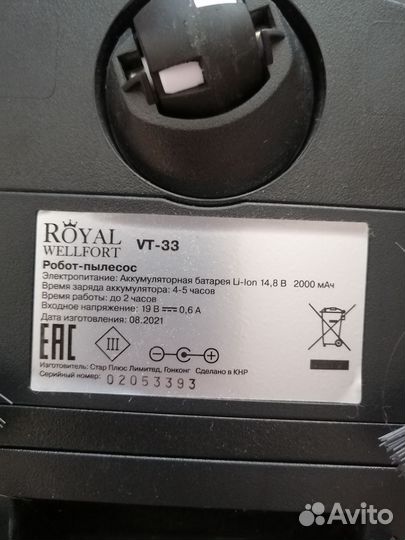 ROYAL
WELLFORT
VT-33
Робот-пылесос
Электропитание: Аккумуляторная батарея Li-Ion 14,8 В 2000 мАч
Время заряда аккумулятора: 4-5 часов
Время работы: до 2 часов
Входное напряжение: 19 В 0,6 А
Дата изготовления: 08.2021
EAC
III
- +
Изготовитель: Стар Плюс Лимитед, Гонконг Сделано в КНР
Серийный номер: 02053393
Avito